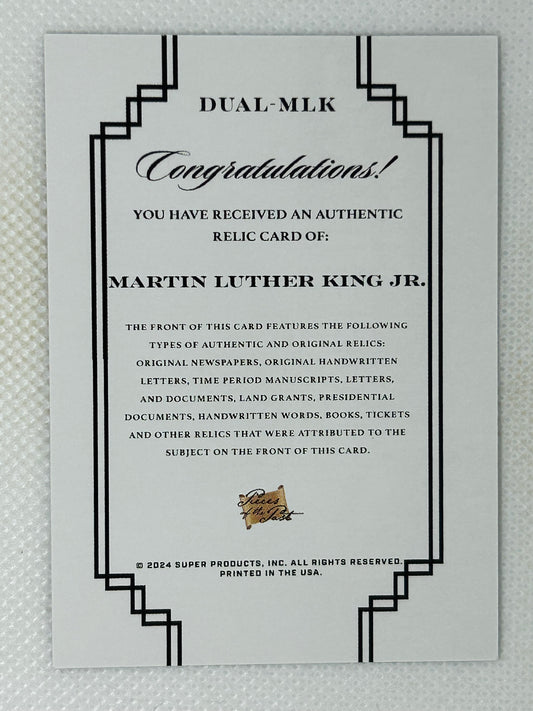 DUAL-MLK
Congratulations!
YOU HAVE RECEIVED AN AUTHENTIC
RELIC CARD OF:
MARTIN LUTHER KING JR.
THE FRONT OF THIS CARD FEATURES THE FOLLOWING
TYPES OF AUTHENTIC AND ORIGINAL RELICS:
ORIGINAL NEWSPAPERS, ORIGINAL HANDWRITTEN
LETTERS, TIME PERIOD MANUSCRIPTS, LETTERS,
AND DOCUMENTS, LAND GRANTS, PRESIDENTIAL
DOCUMENTS, HANDWRITTEN WORDS, BOOKS, TICKETS
AND OTHER RELICS THAT WERE ATTRIBUTED TO THE
SUBJECT ON THE FRONT OF THIS CARD.
Pieces
of the
Past
© 2024 SUPER PRODUCTS, INC. ALL RIGHTS RESERVED.
PRINTED IN THE USA.